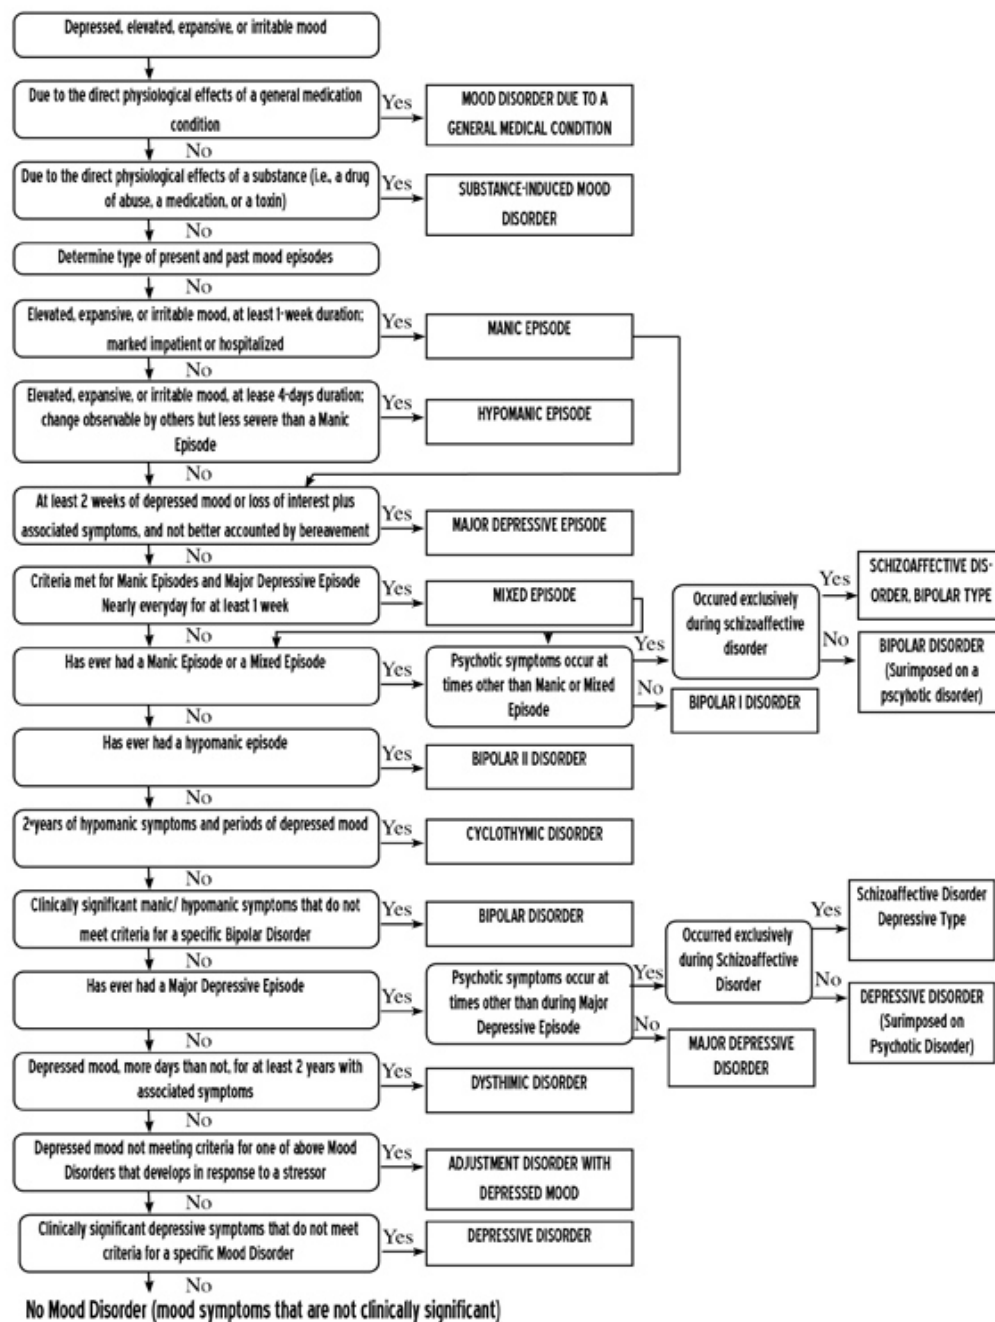 Depressed, elevated, expansive, or irritable mood
Due to the direct physiological effects of a general medication
condition
Yes
MOOD DISORDER DUE TO A
GENERAL MEDICAL CONDITION
No
Due to the direct physiological effects of a substance (i.e., a drug
of abuse, a medication, or a toxin)
Yes
SUBSTANCE-INDUCED MOOD
DISORDER
No
Determine type of present and past mood episodes
No
Elevated, expansive, or irritable mood, at least 1-week duration;
marked impatient or hospitalized
Yes
MANIC EPISODE
No
Elevated, expansive, or irritable mood, at lease 4-days duration;
change observable by others but less severe than a Manic
Episode
Yes
HYPOMANIC EPISODE
No
At least 2 weeks of depressed mood or loss of interest plus
associated symptoms, and not better accounted by bereavement
Yes
MAJOR DEPRESSIVE EPISODE
No
Criteria met for Manic Episodes and Major Depressive Episode
Nearly everyday for at least 1 week
Yes
MIXED EPISODE
No
Has ever had a Manic Episode or a Mixed Episode
Yes
Psychotic symptoms occur at
times other than Manic or Mixed
Episode
Yes
Occured exclusively
during schizoaffective
disorder
Yes
SCHIZOAFFECTIVE DIS-
ORDER, BIPOLAR TYPE
No
BIPOLAR DISORDER
(Surimposed on a
pscyhotic disorder)
No
BIPOLAR I DISORDER
No
Has ever had a hypomanic episode
Yes
BIPOLAR II DISORDER
No
2-years of hypomanic symptoms and periods of depressed mood
Yes
CYCLOTHYMIC DISORDER
No
Clinically significant manic/ hypomanic symptoms that do not
meet criteria for a specific Bipolar Disorder
Yes
BIPOLAR DISORDER
No
Has ever had a Major Depressive Episode
Yes
Psychotic symptoms occur at
times other than during Major
Depressive Episode
Yes
Occurred exclusively
during Schizoaffective
Disorder
Yes
Schizoaffective Disorder
Depressive Type
No
DEPRESSIVE DISORDER
(Surimposed on
Psychotic Disorder)
No
MAJOR DEPRESSIVE
DISORDER
No
Depressed mood, more days than not, for at least 2 years with
associated symptoms
Yes
DYSTHIMIC DISORDER
No
Depressed mood not meeting criteria for one of above Mood
Disorders that develops in response to a stressor
Yes
ADJUSTMENT DISORDER WITH
DEPRESSED MOOD
No
Clinically significant depressive symptoms that do not meet
criteria for a specific Mood Disorder
Yes
DEPRESSIVE DISORDER
No
No Mood Disorder (mood symptoms that are not clinically significant)